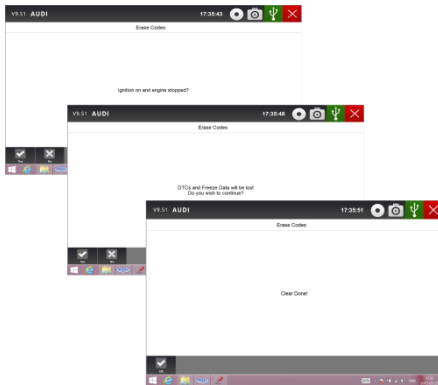 V9.51 AUDI 17:35:43
Erase Codes
Ignition on and engine stopped?
Yes No
V9.51 AUDI 17:35:48
Erase Codes
DTCs and Freeze Data will be lost.
Do you wish to continue?
Yes No
V9.51 AUDI 17:35:51
Erase Codes
Clear Done!
OK